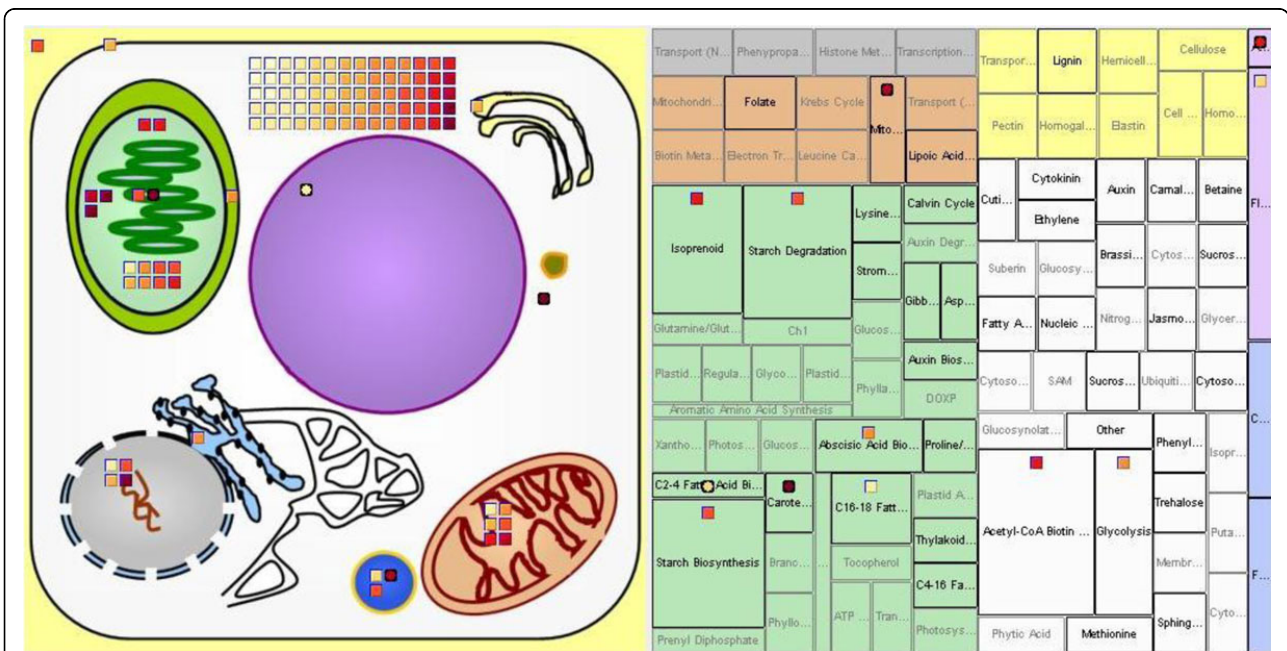 Transport (N...
Phenypropa...
Histone Met...
Transcription...
Mitochondri...
Folate
Krebs Cycle
Mito...
Transport (...
Biotin Meta...
Electron Tr...
Leucine Ca...
Lipoic Acid...
Isoprenoid
Starch Degradation
Lysine...
Calvin Cycle
Auxin Degr...
Strom...
Gibb...
Asp...
Glutamine/Glut...
Ch1
Glucos...
Auxin Bios...
Plastid...
Regula...
Glyco...
Plastid...
Phylla...
DOXP
Aromatic Amino Acid Synthesis
Xantho...
Photos...
Glucos...
Abscisic Acid Bio...
Proline/...
C2-4 Fatty Acid Bi...
Carote...
C16-18 Fatt...
Plastid A...
Starch Biosynthesis
Thylakoid...
Branc...
...
Tocopherol
C4-16 Fa...
Phyllo...
ATP ...
Tran...
Photosys...
Prenyl Diphosphate
Transpor...
Lignin
Hemicell...
Cellulose
Pectin
Homogal...
Elastin
Cell ...
Homo...
Cuti...
Cytokinin
Ethylene
Auxin
Camal...
Betaine
Suberin
Glucosy...
Brassi...
Cytos...
Sucros...
Fatty A...
Nucleic ...
Nitrog...
Jasmo...
Glycer...
Cytoso...
SAM
Sucros...
Ubiquiti...
Cytoso...
Glucosynolat...
Other
Phenyl...
Isopr...
Acetyl-CoA Biotin ...
Glycolysis
Trehalose
Puta...
Membr...
Sphing...
Cyto...
Phytic Acid
Methionine
Fl...
C...
F...